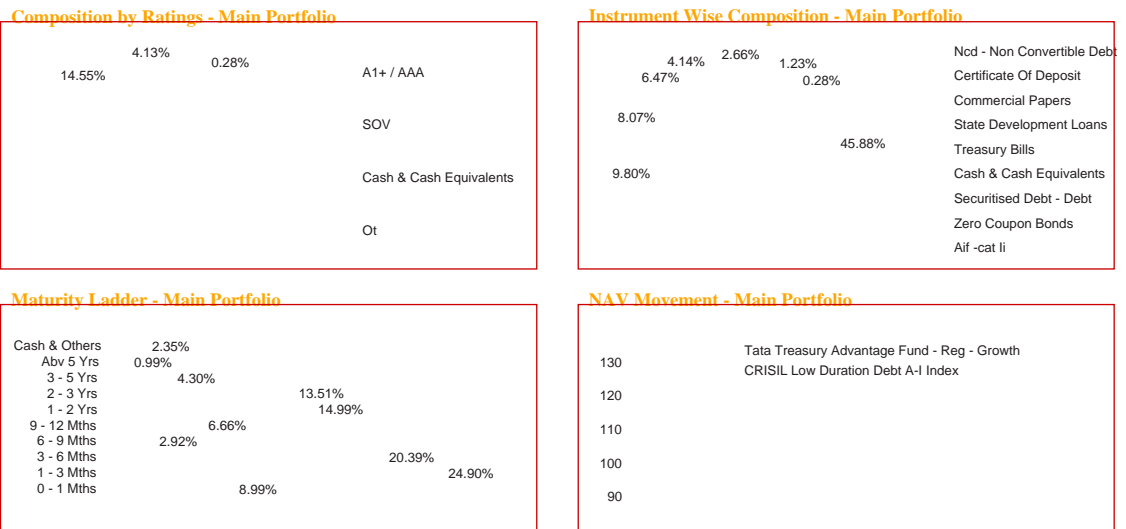 Composition by Ratings - Main Portfolio
4.13%
0.28%
14.55%
A1+ / AAA
SOV
Cash & Cash Equivalents
Ot
Instrument Wise Composition - Main Portfolio
2.66%
4.14%
1.23%
6.47%
0.28%
8.07%
45.88%
9.80%
Ncd - Non Convertible Debt
Certificate Of Deposit
Commercial Papers
State Development Loans
Treasury Bills
Cash & Cash Equivalents
Securitised Debt - Debt
Zero Coupon Bonds
Aif -cat Ii
Maturity Ladder - Main Portfolio
Cash & Others 2.35%
Abv 5 Yrs 0.99%
3 - 5 Yrs 4.30%
2 - 3 Yrs 13.51%
1 - 2 Yrs 14.99%
9 - 12 Mths 6.66%
6 - 9 Mths 2.92%
3 - 6 Mths 20.39%
1 - 3 Mths 24.90%
0 - 1 Mths 8.99%
NAV Movement - Main Portfolio
Tata Treasury Advantage Fund - Reg - Growth
CRISIL Low Duration Debt A-I Index
130
120
110
100
90